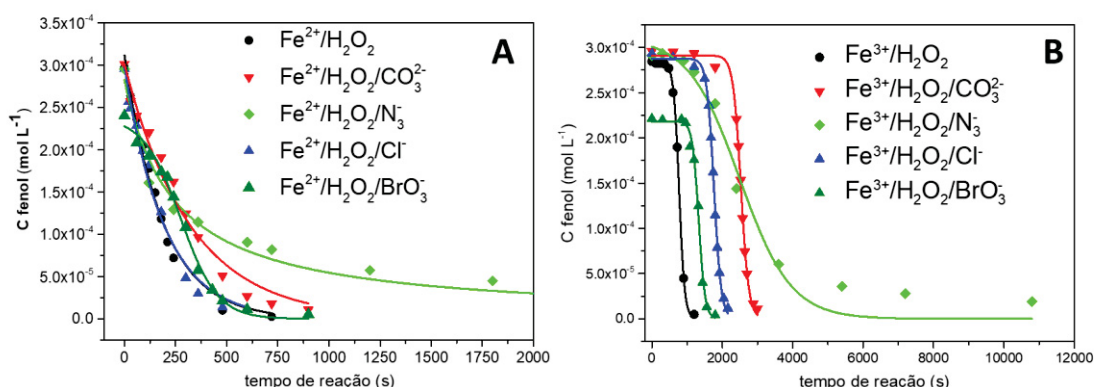 A
Fe²⁺/H₂O₂
Fe²⁺/H₂O₂/CO₃²⁻
Fe²⁺/H₂O₂/N₃⁻
Fe²⁺/H₂O₂/Cl⁻
Fe²⁺/H₂O₂/BrO₃⁻
C fenol (mol L⁻¹)
3.5x10⁻⁴
3.0x10⁻⁴
2.5x10⁻⁴
2.0x10⁻⁴
1.5x10⁻⁴
1.0x10⁻⁴
5.0x10⁻⁵
0.0
0 250 500 750 1000 1250 1500 1750 2000
tempo de reação (s)
B
Fe³⁺/H₂O₂
Fe³⁺/H₂O₂/CO₃²⁻
Fe³⁺/H₂O₂/N₃⁻
Fe³⁺/H₂O₂/Cl⁻
Fe³⁺/H₂O₂/BrO₃⁻
C fenol (mol L⁻¹)
3.0x10⁻⁴
2.5x10⁻⁴
2.0x10⁻⁴
1.5x10⁻⁴
1.0x10⁻⁴
5.0x10⁻⁵
0.0
0 2000 4000 6000 8000 10000 12000
tempo de reação (s)